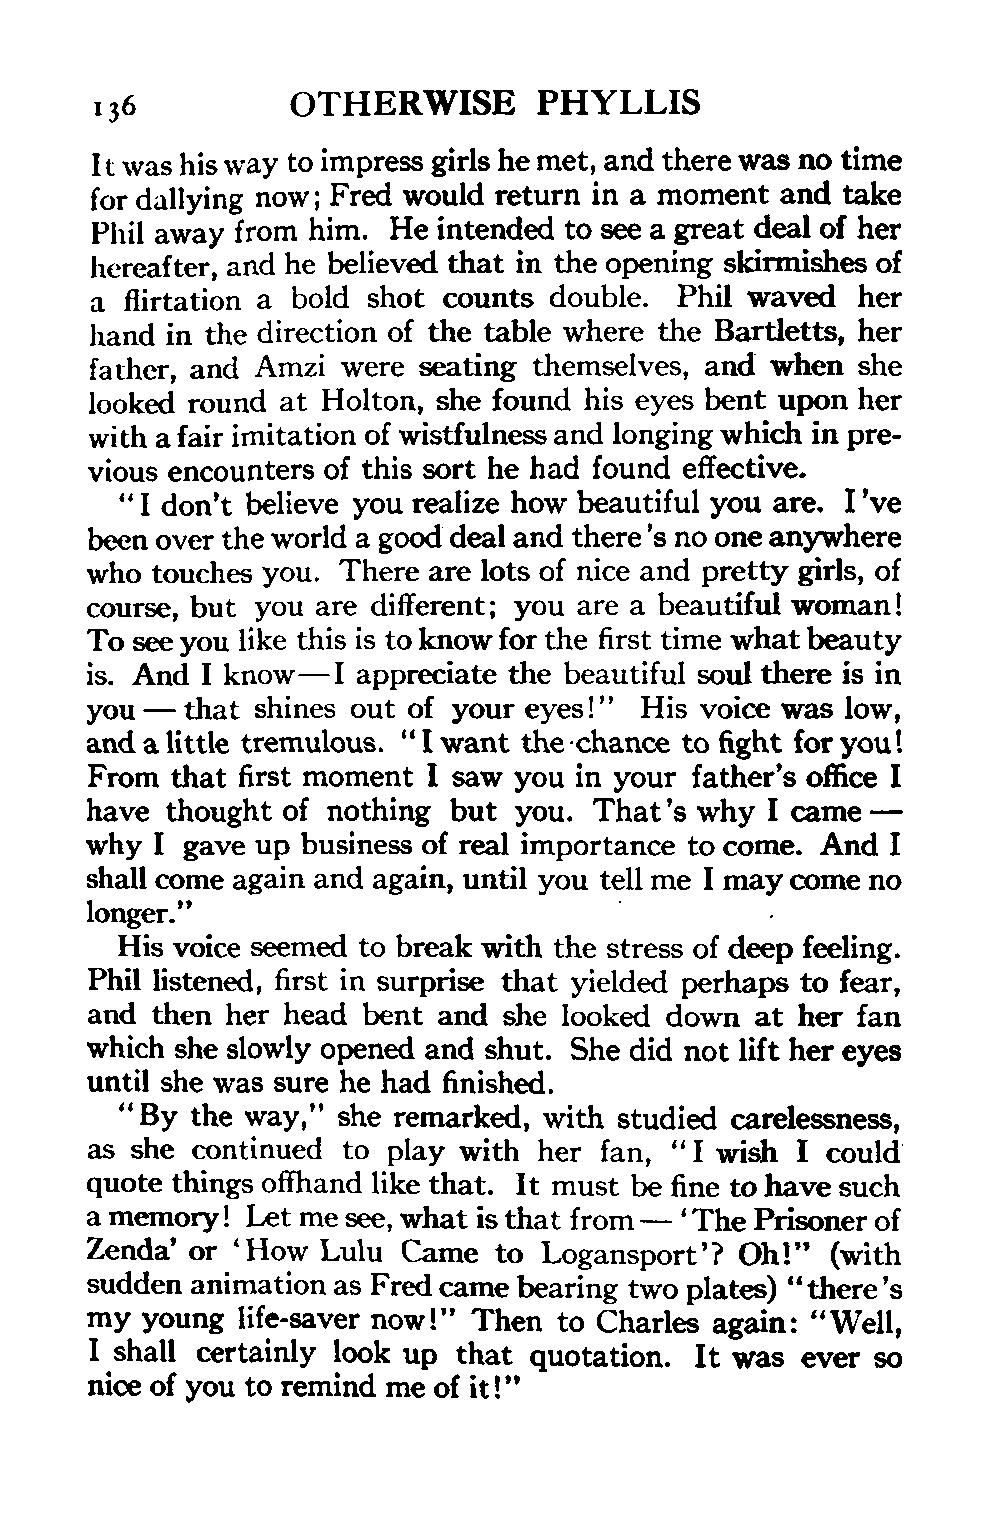 136 OTHERWISE PHYLLIS
It was his way to impress girls he met, and there was no time
for dallying now; Fred would return in a moment and take
Phil away from him. He intended to see a great deal of her
hereafter, and he believed that in the opening skirmishes of
a flirtation a bold shot counts double. Phil waved her
hand in the direction of the table where the Bartletts, her
father, and Amzi were seating themselves, and when she
looked round at Holton, she found his eyes bent upon her
with a fair imitation of wistfulness and longing which in pre-
vious encounters of this sort he had found effective.
"I don't believe you realize how beautiful you are. I 've
been over the world a good deal and there 's no one anywhere
who touches you. There are lots of nice and pretty girls, of
course, but you are different; you are a beautiful woman!
To see you like this is to know for the first time what beauty
is. And I know—I appreciate the beautiful soul there is in
you — that shines out of your eyes!" His voice was low,
and a little tremulous. "I want the chance to fight for you!
From that first moment I saw you in your father's office I
have thought of nothing but you. That 's why I came —
why I gave up business of real importance to come. And I
shall come again and again, until you tell me I may come no
longer."
His voice seemed to break with the stress of deep feeling.
Phil listened, first in surprise that yielded perhaps to fear,
and then her head bent and she looked down at her fan
which she slowly opened and shut. She did not lift her eyes
until she was sure he had finished.
"By the way," she remarked, with studied carelessness,
as she continued to play with her fan, "I wish I could
quote things offhand like that. It must be fine to have such
a memory! Let me see, what is that from — 'The Prisoner of
Zenda' or 'How Lulu Came to Logansport'? Oh!" (with
sudden animation as Fred came bearing two plates) "there 's
my young life-saver now!" Then to Charles again: "Well,
I shall certainly look up that quotation. It was ever so
nice of you to remind me of it!"